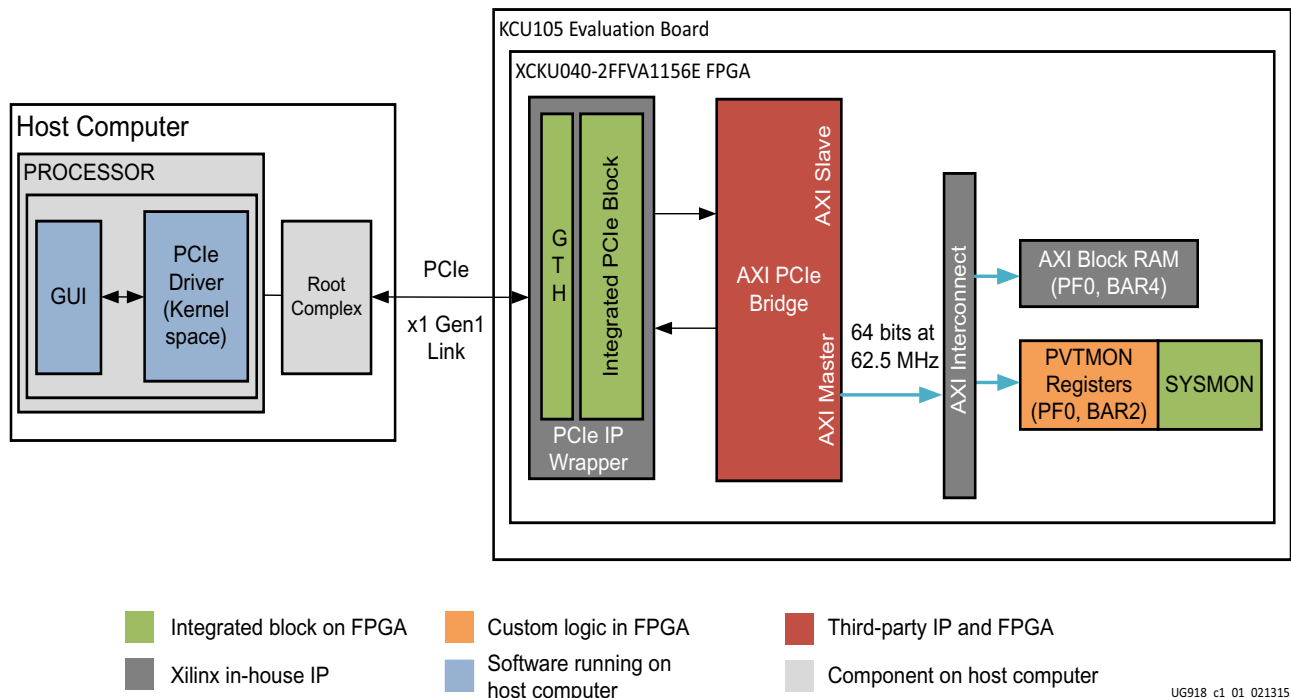 KCU105 Evaluation Board
XCKU040-2FFVA1156E FPGA
Host Computer
PROCESSOR
GUI
PCIe
Driver
(Kernel
space)
Root
Complex
PCIe
x1 Gen1
Link
G
T
H
Integrated PCIe Block
PCIe IP
Wrapper
AXI Slave
AXI PCIe
Bridge
AXI Master
64 bits at
62.5 MHz
AXI Interconnect
AXI Block RAM
(PF0, BAR4)
PVTMON
Registers
(PF0, BAR2)
SYSMON
Integrated block on FPGA
Custom logic in FPGA
Third-party IP and FPGA
Xilinx in-house IP
Software running on
host computer
Component on host computer
UG918_c1_01_021315